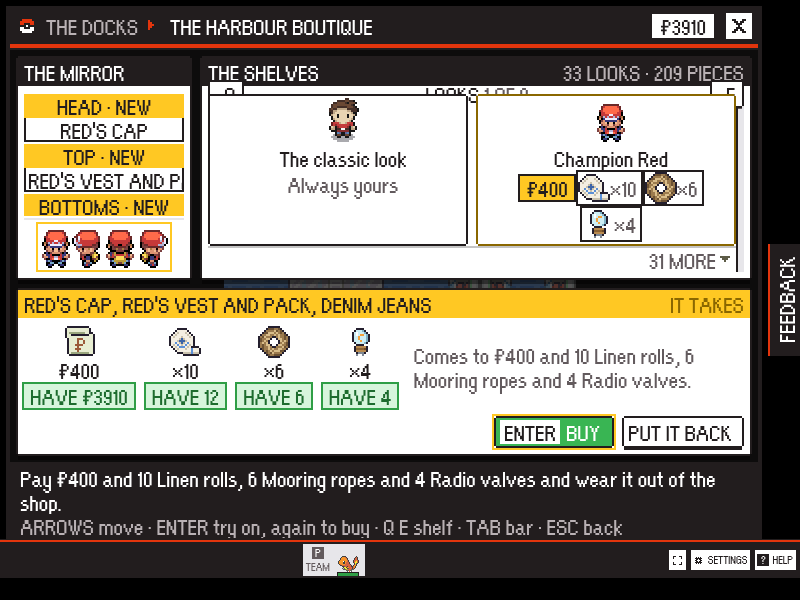 THE DOCKS THE HARBOUR BOUTIQUE ₽3910 X
THE MIRROR
HEAD · NEW
RED'S CAP
TOP · NEW
RED'S VEST AND P
BOTTOMS · NEW
THE SHELVES 33 LOOKS · 209 PIECES
The classic look
Always yours
Champion Red
₽400 ×10 ×6
×4
31 MORE
FEEDBACK
RED'S CAP, RED'S VEST AND PACK, DENIM JEANS IT TAKES
₽400 ×10 ×6 ×4
HAVE ₽3910 HAVE 12 HAVE 6 HAVE 4
Comes to ₽400 and 10 Linen rolls, 6
Mooring ropes and 4 Radio valves.
ENTER BUY PUT IT BACK
Pay ₽400 and 10 Linen rolls, 6 Mooring ropes and 4 Radio valves and wear it out of the
shop.
ARROWS move · ENTER try on, again to buy · Q E shelf · TAB bar · ESC back
P
TEAM
SETTINGS ? HELP